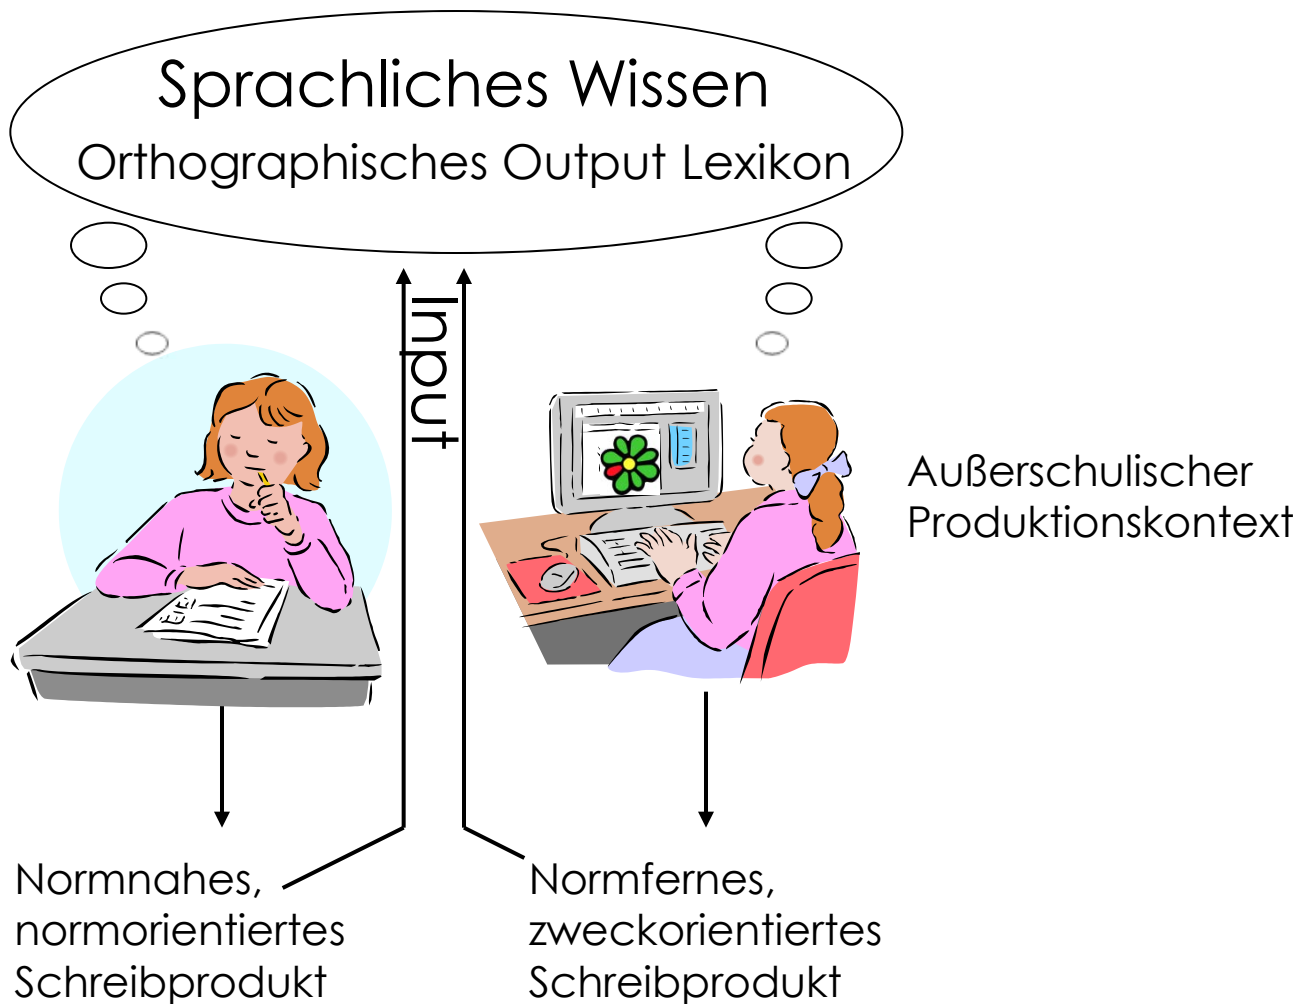 Sprachliches Wissen
Orthographisches Output Lexikon
Input
Außerschulischer
Produktionskontext
Normnahes,
normorientiertes
Schreibprodukt
Normfernes,
zweckorientiertes
Schreibprodukt